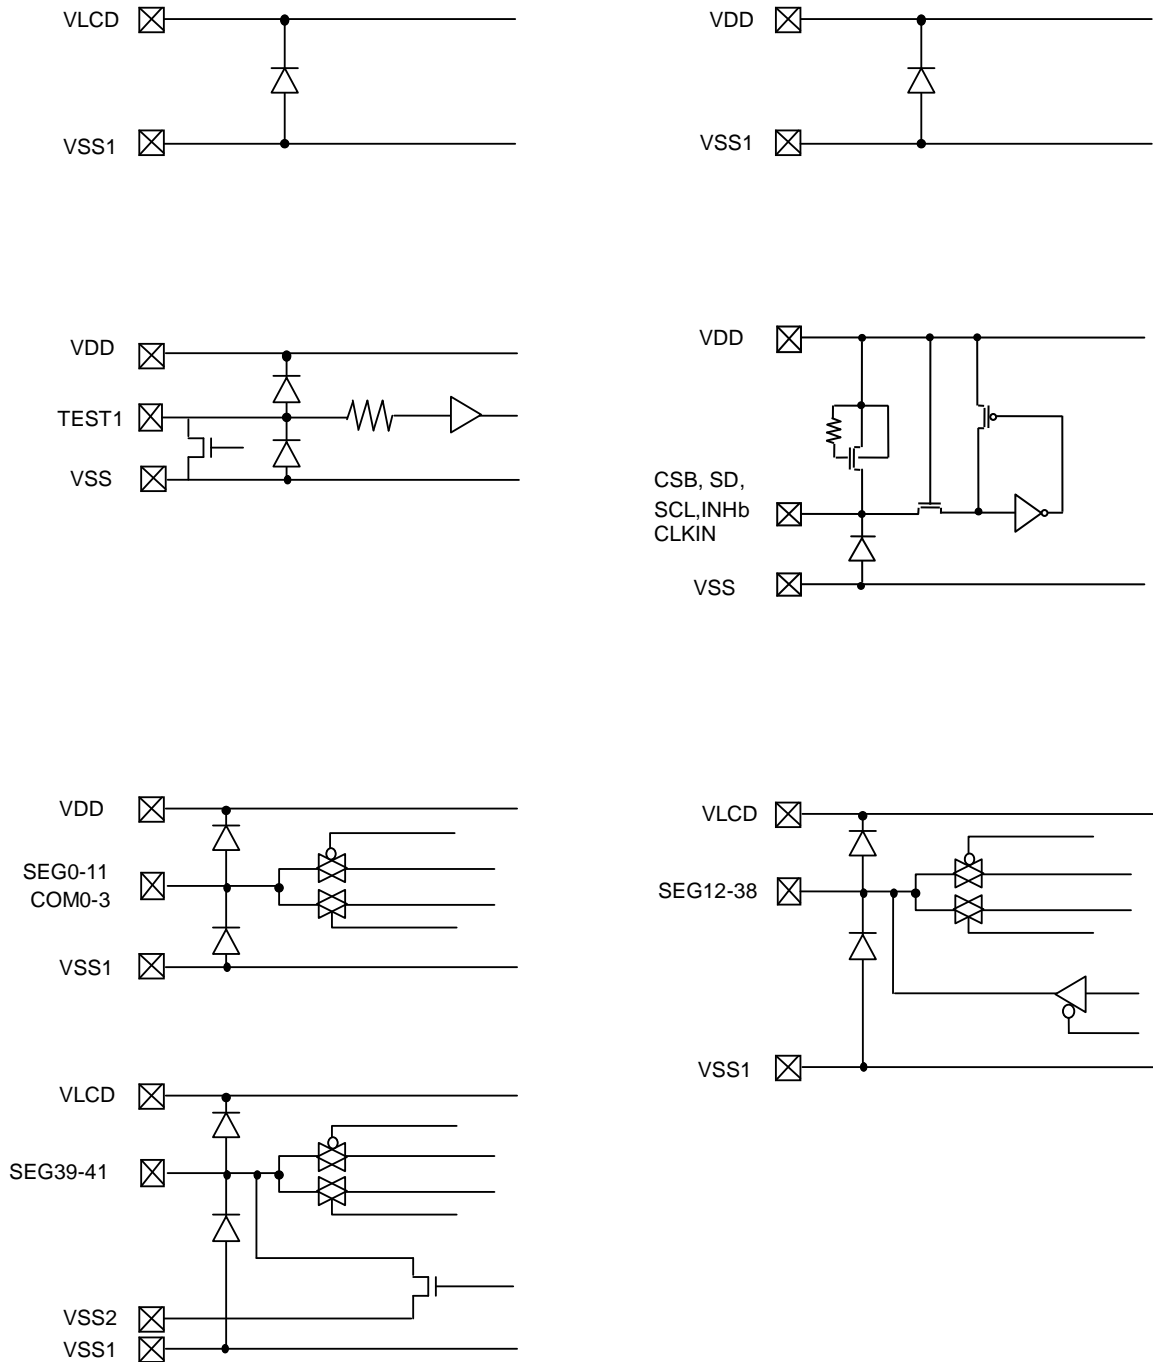 VLCD
VSS1
VDD
VSS1
VDD
TEST1
VSS
VDD
CSB, SD,
SCL,INHb
CLKIN
VSS
VDD
SEG0-11
COM0-3
VSS1
VLCD
SEG12-38
VSS1
VLCD
SEG39-41
VSS2
VSS1